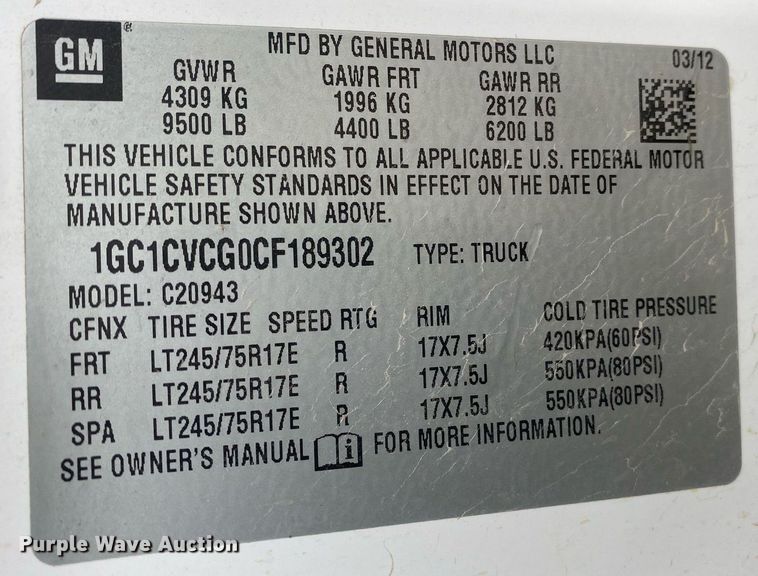 GM
MFD BY GENERAL MOTORS LLC 03/12
GVWR GAWR FRT GAWR RR
4309 KG 1996 KG 2812 KG
9500 LB 4400 LB 6200 LB
THIS VEHICLE CONFORMS TO ALL APPLICABLE U.S. FEDERAL MOTOR
VEHICLE SAFETY STANDARDS IN EFFECT ON THE DATE OF
MANUFACTURE SHOWN ABOVE.
1GC1CVCG0CF189302 TYPE: TRUCK
MODEL: C20943
CFNX TIRE SIZE SPEED RTG RIM COLD TIRE PRESSURE
FRT LT245/75R17E R 17X7.5J 420KPA(60PSI)
RR LT245/75R17E R 17X7.5J 550KPA(80PSI)
SPA LT245/75R17E R 17X7.5J 550KPA(80PSI)
SEE OWNER'S MANUAL i FOR MORE INFORMATION.
Purple Wave Auction